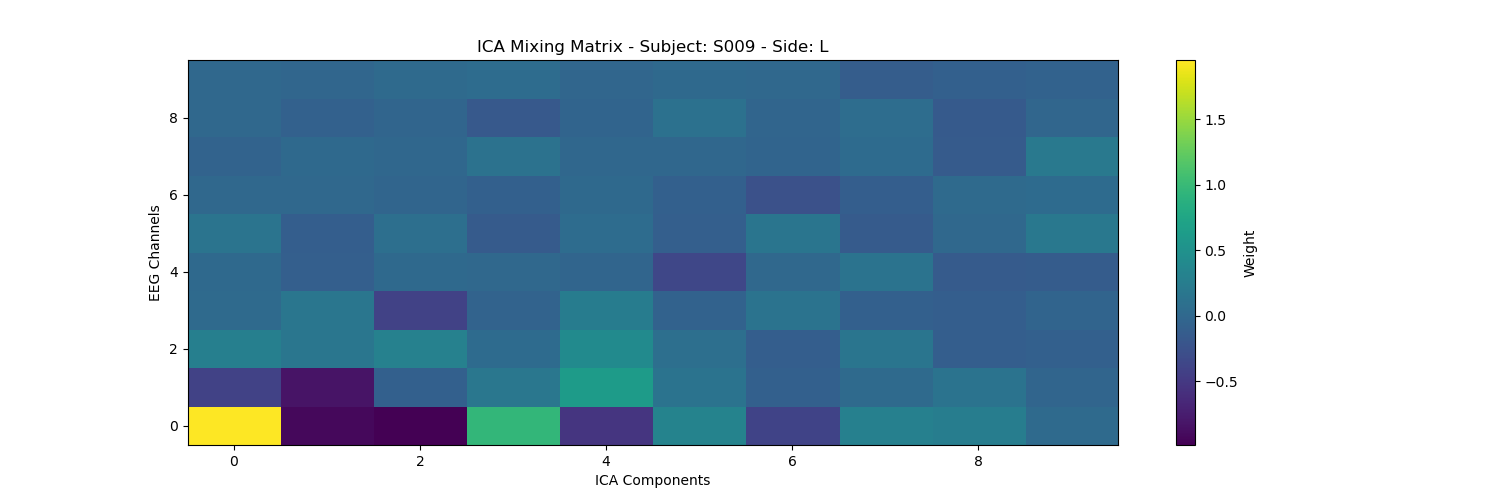 ICA Mixing Matrix - Subject: S009 - Side: L
8
6
4
2
0
EEG Channels
0 2 4 6 8
ICA Components
1.5
1.0
0.5
0.0
−0.5
Weight